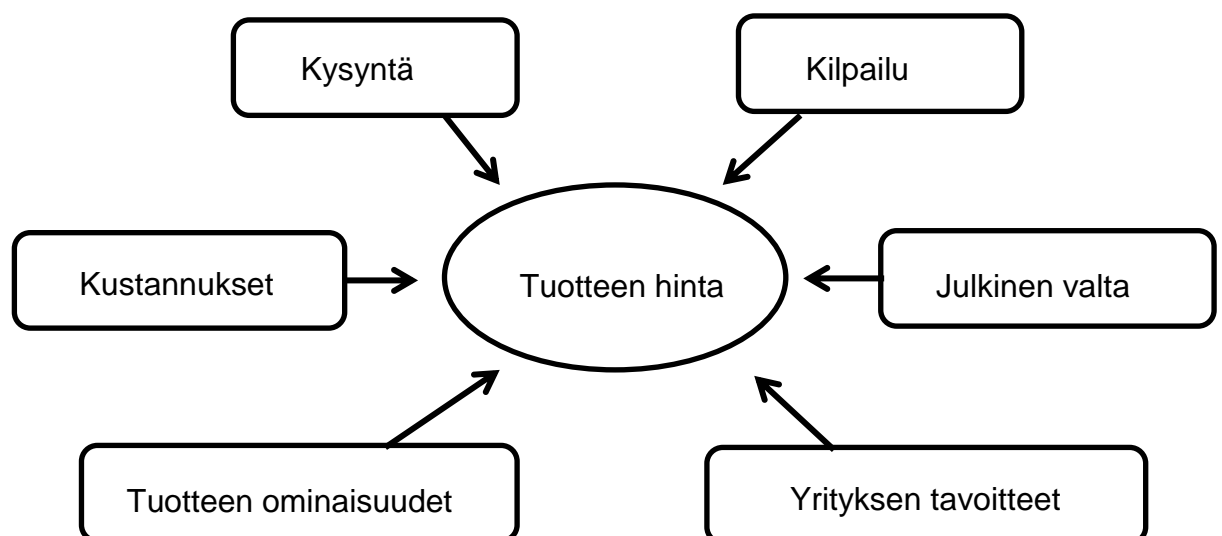 Kysyntä
Kilpailu
Kustannukset
Tuotteen hinta
Julkinen valta
Tuotteen ominaisuudet
Yrityksen tavoitteet